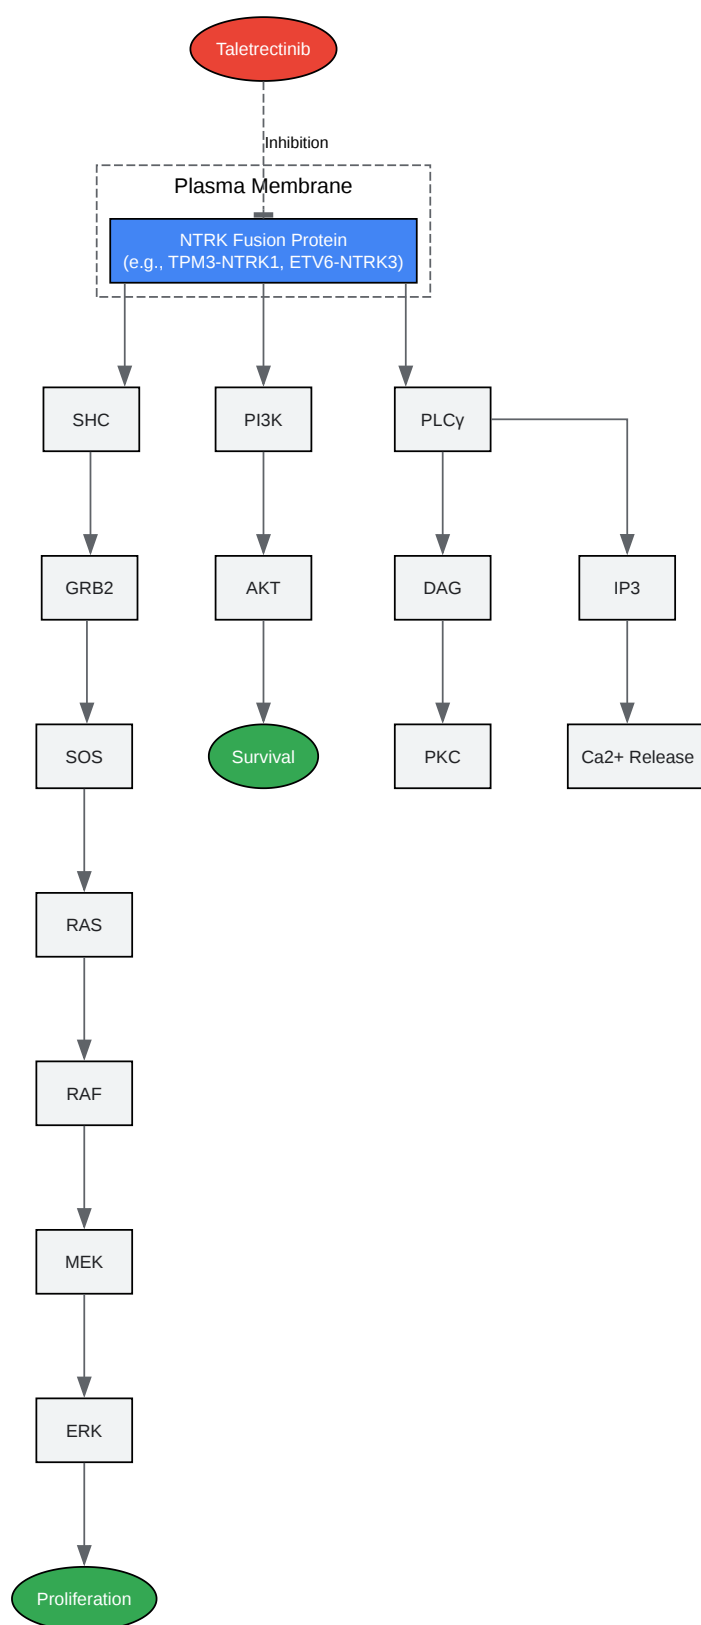 Taletrectinib
Inhibition
Plasma Membrane
NTRK Fusion Protein
(e.g., TPM3-NTRK1, ETV6-NTRK3)
SHC
PI3K
PLCγ
GRB2
AKT
DAG
IP3
SOS
Survival
PKC
Ca2+ Release
RAS
RAF
MEK
ERK
Proliferation